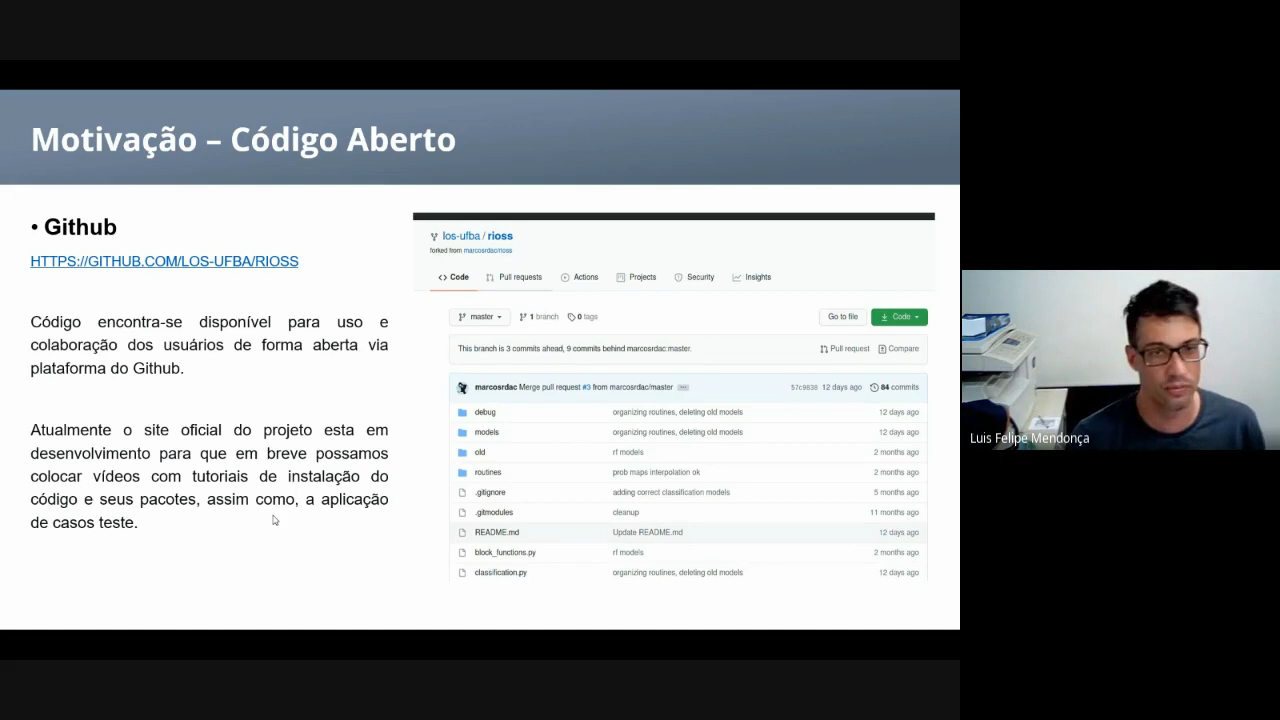 Motivação – Código Aberto
• Github
HTTPS://GITHUB.COM/LOS-UFBA/RIOSS
Código encontra-se disponível para uso e
colaboração dos usuários de forma aberta via
plataforma do Github.
Atualmente o site oficial do projeto esta em
desenvolvimento para que em breve possamos
colocar vídeos com tutoriais de instalação do
código e seus pacotes, assim como, a aplicação
de casos teste.
los-ufba / rioss
forked from marcosrdac/rioss
Code Pull requests Actions Projects Security Insights
master 1 branch 0 tags Go to file Code
This branch is 3 commits ahead, 9 commits behind marcosrdac:master. Pull request Compare
marcosrdac Merge pull request #3 from marcosrdac/master ... 57c9638 12 days ago 84 commits
debug organizing routines, deleting old models 12 days ago
models organizing routines, deleting old models 12 days ago
old rf models 2 months ago
routines prob maps interpolation ok 2 months ago
.gitignore adding correct classification models 5 months ago
.gitmodules cleanup 11 months ago
README.md Update README.md 12 days ago
block_functions.py rf models 2 months ago
classification.py organizing routines, deleting old models 12 days ago
Luis Felipe Mendonça